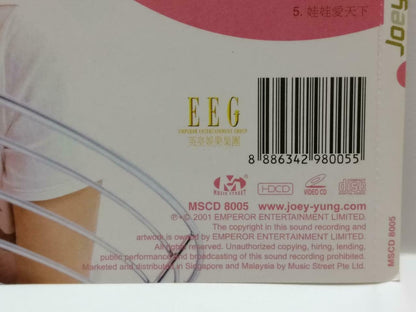 5. 娃娃愛天下
Joey
EEG
EMPEROR ENTERTAINMENT GROUP
英皇娛樂集團
8 886342 980055
MUSIC STREET
HDCD
VIDEO CD
COMPACT
disc
MSCD 8005 www.joey-yung.com
℗ + © 2001 EMPEROR ENTERTAINMENT LIMITED.
The copyright in this sound recording and
artwork is owned by EMPEROR ENTERTAINMENT LIMITED.
All rights reserved. Unauthorized copying, hiring, lending,
public performance and broadcasting of this sound recording prohibited.
Marketed and distributed in Singapore and Malaysia by Music Street Pte Ltd.
MSCD 8005